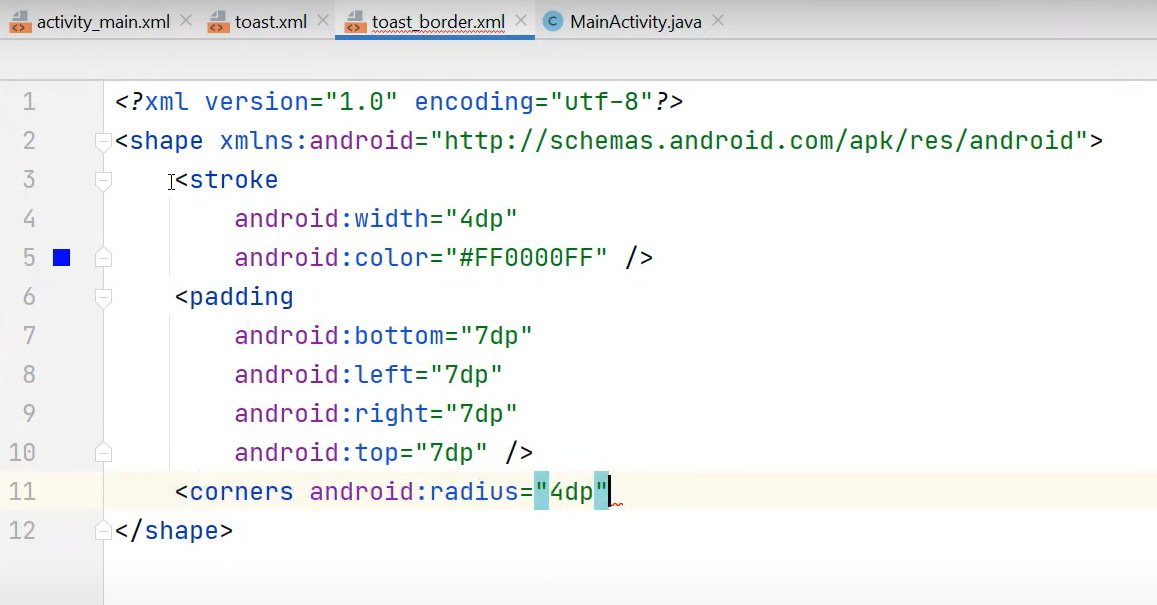 activity_main.xml toast.xml toast_border.xml MainActivity.java
1 <?xml version="1.0" encoding="utf-8"?>
2 <shape xmlns:android="http://schemas.android.com/apk/res/android">
3 <stroke
4 android:width="4dp"
5 android:color="#FF0000FF" />
6 <padding
7 android:bottom="7dp"
8 android:left="7dp"
9 android:right="7dp"
10 android:top="7dp" />
11 <corners android:radius="4dp"
12 </shape>